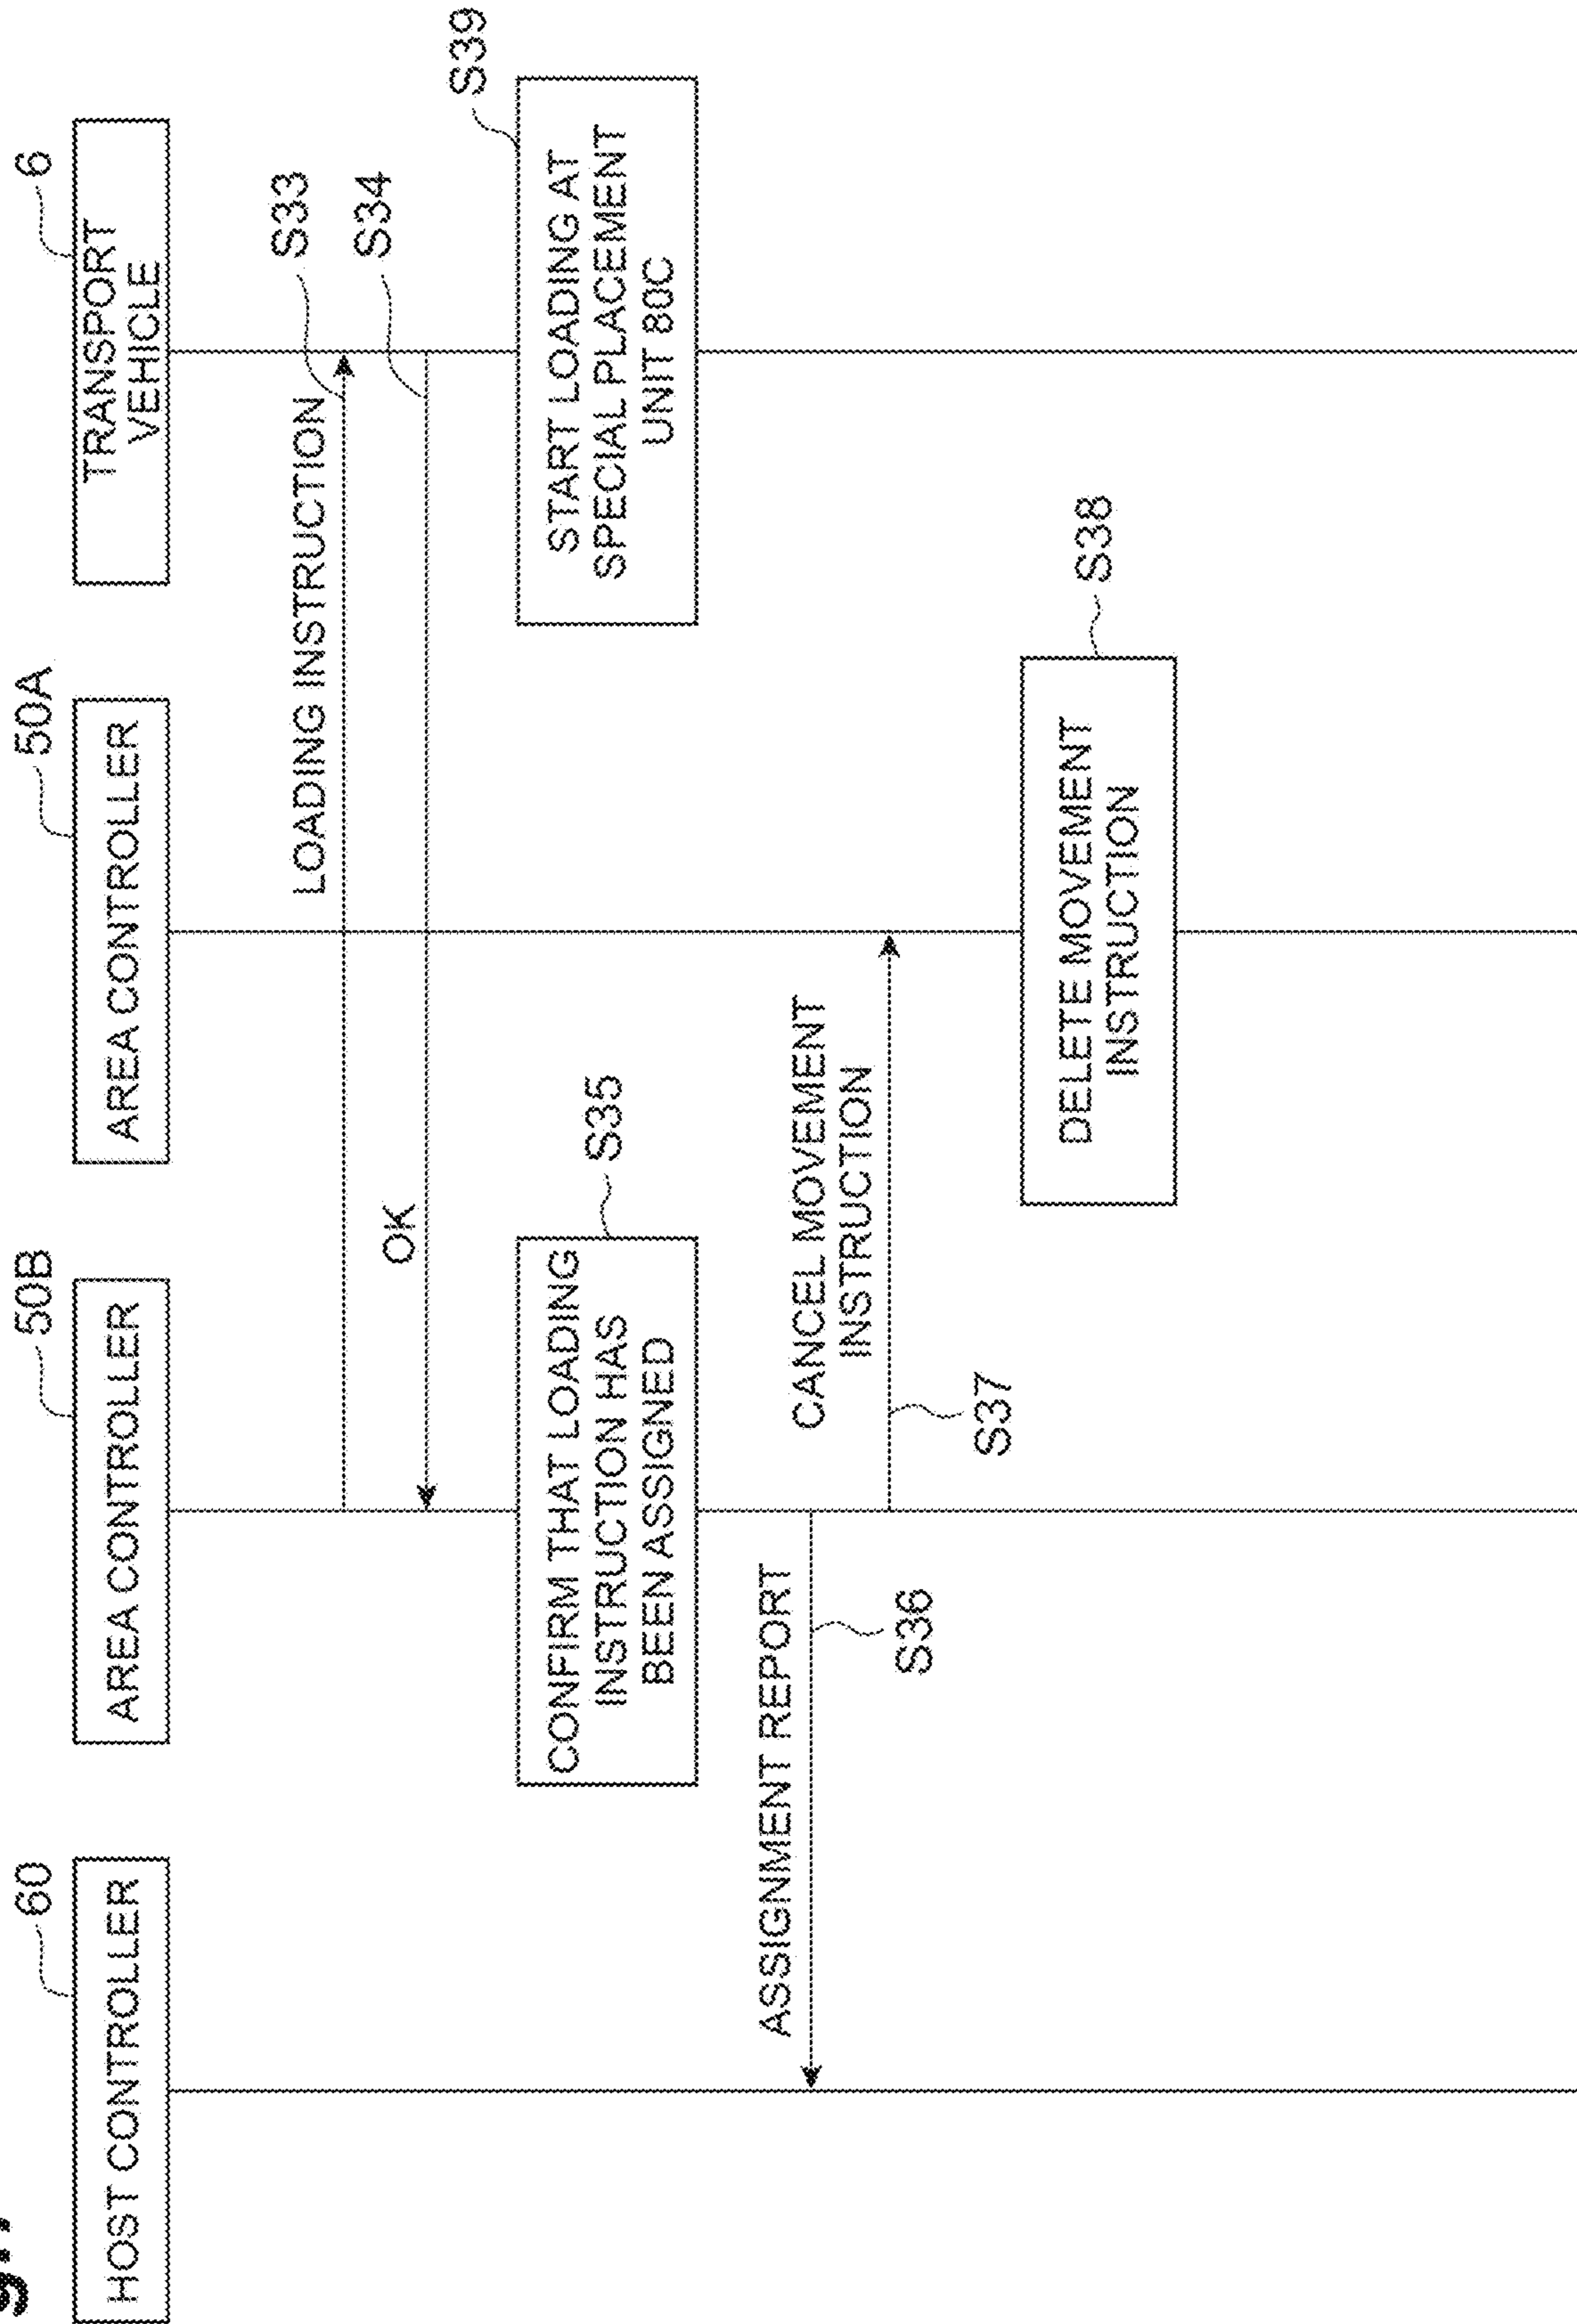 60
HOST CONTROLLER
50B
AREA CONTROLLER
50A
AREA CONTROLLER
6
TRANSPORT
VEHICLE
LOADING INSTRUCTION
S33
OK
S34
CONFIRM THAT LOADING
INSTRUCTION HAS
BEEN ASSIGNED
S35
START LOADING AT
SPECIAL PLACEMENT
UNIT 80C
S39
ASSIGNMENT REPORT
S36
CANCEL MOVEMENT
INSTRUCTION
S37
DELETE MOVEMENT
INSTRUCTION
S38